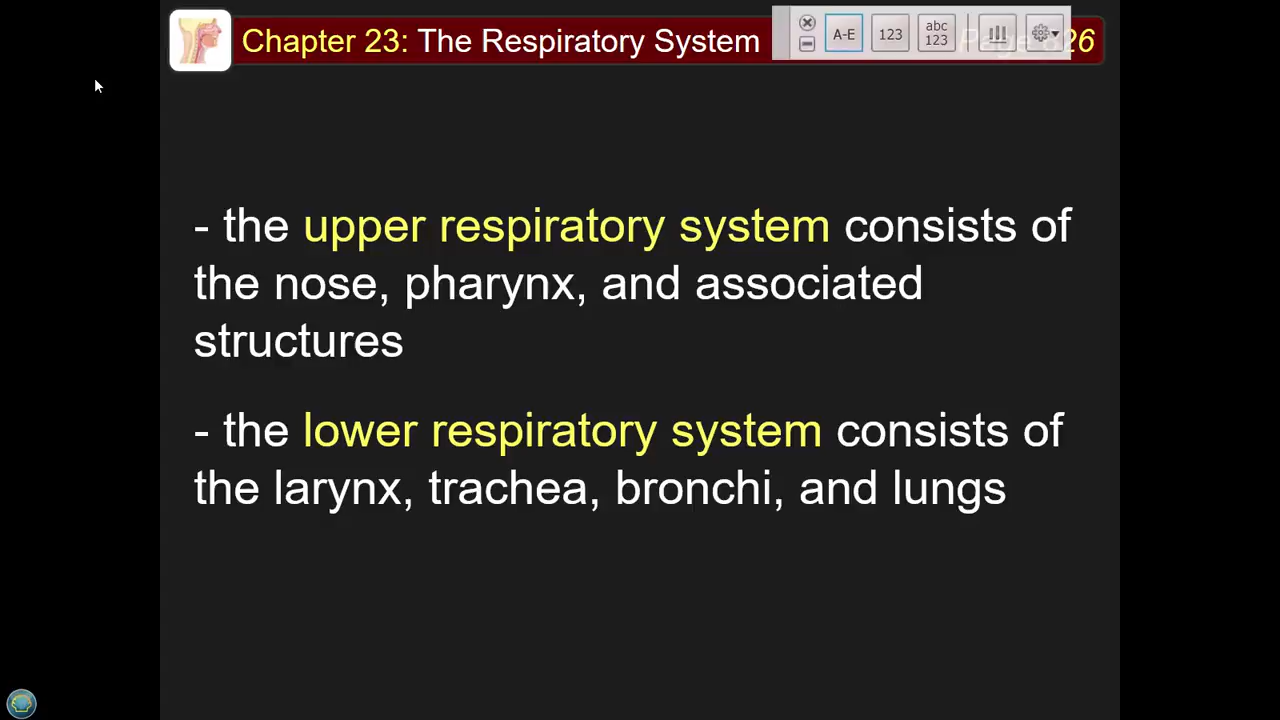 Chapter 23: The Respiratory System
A-E
123
abc
123
26
- the upper respiratory system consists of
the nose, pharynx, and associated
structures
- the lower respiratory system consists of
the larynx, trachea, bronchi, and lungs